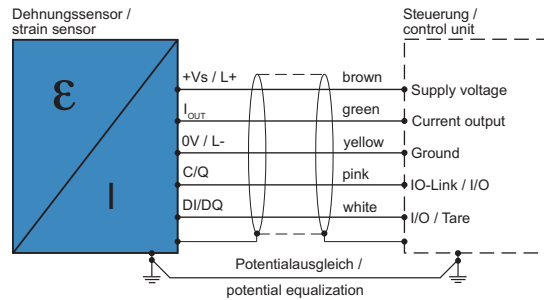 Dehnungssensor /
strain sensor
Steuerung /
control unit
ε
I
+Vs / L+
brown
Supply voltage
IOUT
green
Current output
0V / L-
yellow
Ground
C/Q
pink
IO-Link / I/O
DI/DQ
white
I/O / Tare
Potentialausgleich /
potential equalization